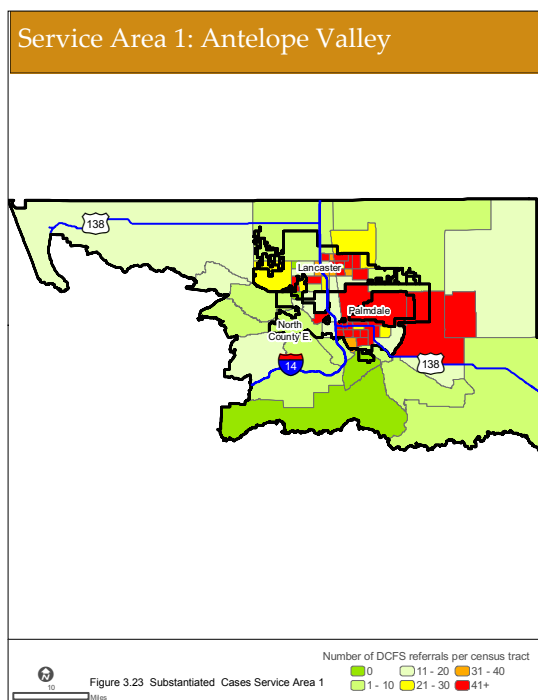 Service Area 1: Antelope Valley
138
Lancaster
Palmdale
North
County E.
14
138
Number of DCFS referrals per census tract
0
11 - 20
31 - 40
1 - 10
21 - 30
41+
N
10
Miles
Figure 3.23 Substantiated Cases Service Area 1